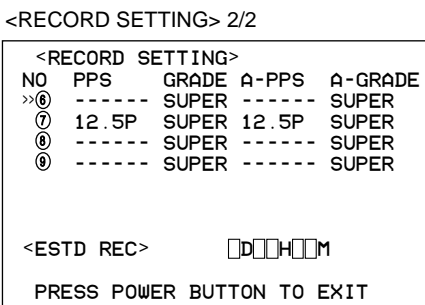 <RECORD SETTING> 2/2
<RECORD SETTING>
NO PPS GRADE A-PPS A-GRADE
»⑥ ------ SUPER ------ SUPER
⑦ 12.5P SUPER 12.5P SUPER
⑧ ------ SUPER ------ SUPER
⑨ ------ SUPER ------ SUPER
<ESTD REC> □D□□H□□M
PRESS POWER BUTTON TO EXIT